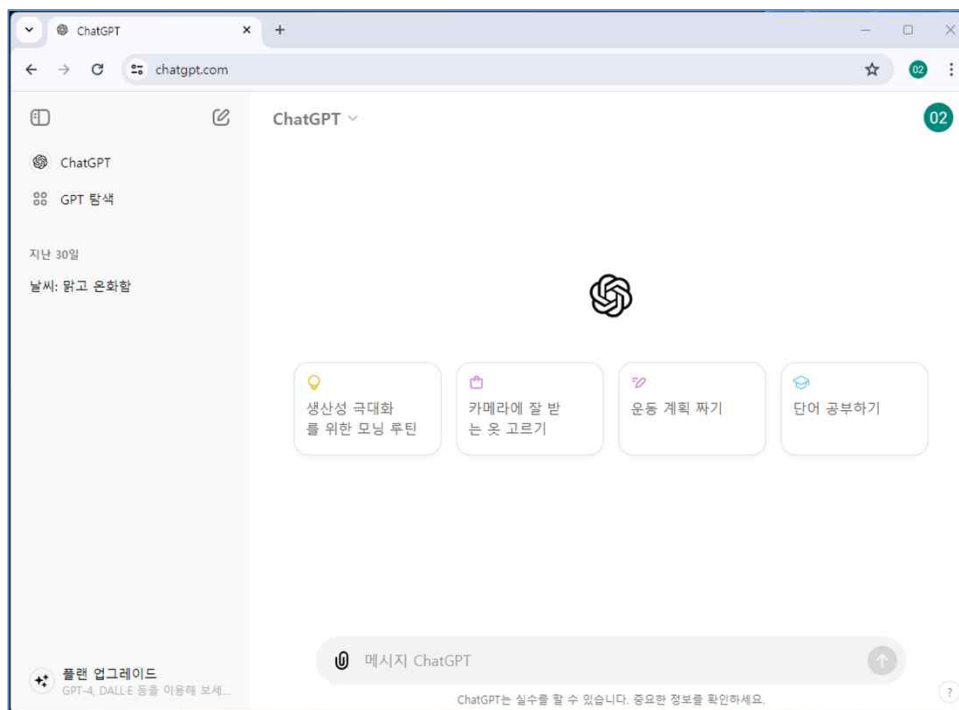 ChatGPT
chatgpt.com
02
ChatGPT
02
ChatGPT
GPT 탐색
지난 30일
날씨: 맑고 온화함
생산성 극대화
를 위한 모닝 루틴
카메라에 잘 받
는 옷 고르기
운동 계획 짜기
단어 공부하기
플랜 업그레이드
GPT-4, DALL·E 등을 이용해 보세...
메시지 ChatGPT
ChatGPT는 실수를 할 수 있습니다. 중요한 정보를 확인하세요.
?